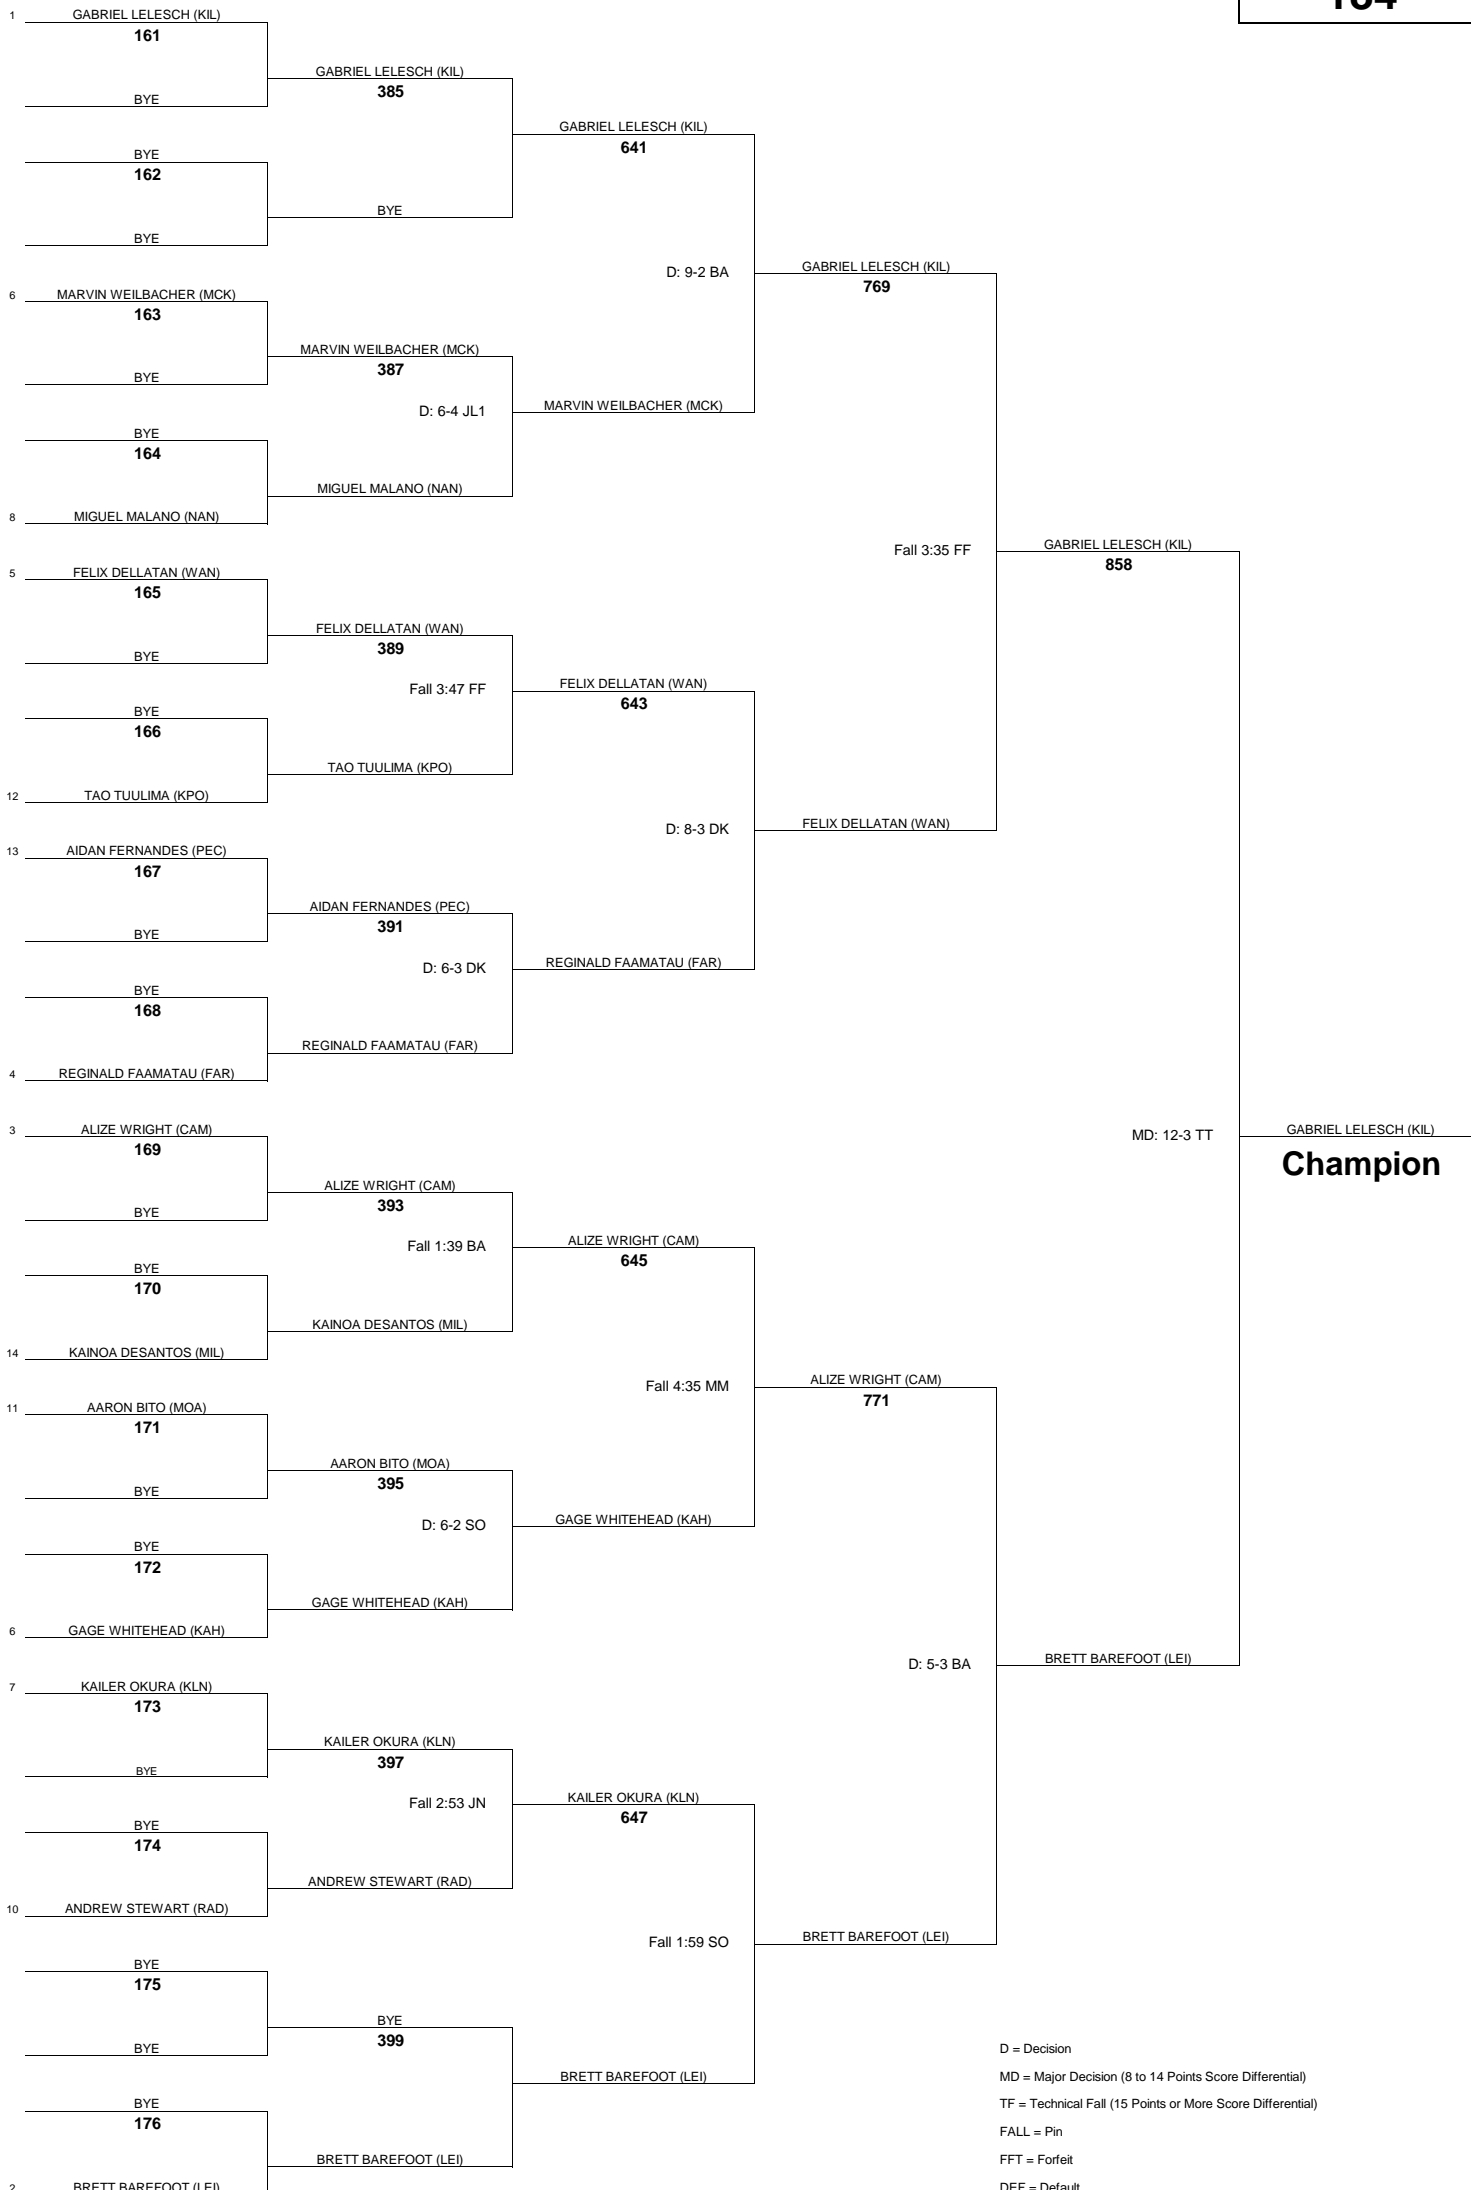 184
1 GABRIEL LELESCH (KIL)
161
BYE
BYE
162
BYE
6 MARVIN WEILBACHER (MCK)
163
BYE
BYE
164
8 MIGUEL MALANO (NAN)
5 FELIX DELLATAN (WAN)
165
BYE
BYE
166
12 TAO TUULIMA (KPO)
13 AIDAN FERNANDES (PEC)
167
BYE
BYE
168
4 REGINALD FAAMATAU (FAR)
3 ALIZE WRIGHT (CAM)
169
BYE
BYE
170
14 KAINOA DESANTOS (MIL)
11 AARON BITO (MOA)
171
BYE
BYE
172
6 GAGE WHITEHEAD (KAH)
7 KAILER OKURA (KLN)
173
BYE
BYE
174
10 ANDREW STEWART (RAD)
BYE
175
BYE
BYE
176
2 BRETT BAREFOOT (LEI)
GABRIEL LELESCH (KIL)
385
BYE
MARVIN WEILBACHER (MCK)
387
D: 6-4 JL1
MIGUEL MALANO (NAN)
FELIX DELLATAN (WAN)
389
Fall 3:47 FF
TAO TUULIMA (KPO)
AIDAN FERNANDES (PEC)
391
D: 6-3 DK
REGINALD FAAMATAU (FAR)
ALIZE WRIGHT (CAM)
393
Fall 1:39 BA
KAINOA DESANTOS (MIL)
AARON BITO (MOA)
395
D: 6-2 SO
GAGE WHITEHEAD (KAH)
KAILER OKURA (KLN)
397
Fall 2:53 JN
ANDREW STEWART (RAD)
BYE
399
BRETT BAREFOOT (LEI)
GABRIEL LELESCH (KIL)
641
D: 9-2 BA
MARVIN WEILBACHER (MCK)
FELIX DELLATAN (WAN)
643
D: 8-3 DK
REGINALD FAAMATAU (FAR)
ALIZE WRIGHT (CAM)
645
Fall 4:35 MM
GAGE WHITEHEAD (KAH)
KAILER OKURA (KLN)
647
Fall 1:59 SO
BRETT BAREFOOT (LEI)
GABRIEL LELESCH (KIL)
769
Fall 3:35 FF
FELIX DELLATAN (WAN)
ALIZE WRIGHT (CAM)
771
D: 5-3 BA
BRETT BAREFOOT (LEI)
GABRIEL LELESCH (KIL)
858
MD: 12-3 TT
BRETT BAREFOOT (LEI)
GABRIEL LELESCH (KIL)
Champion
D = Decision
MD = Major Decision (8 to 14 Points Score Differential)
TF = Technical Fall (15 Points or More Score Differential)
FALL = Pin
FFT = Forfeit
DEF = Default